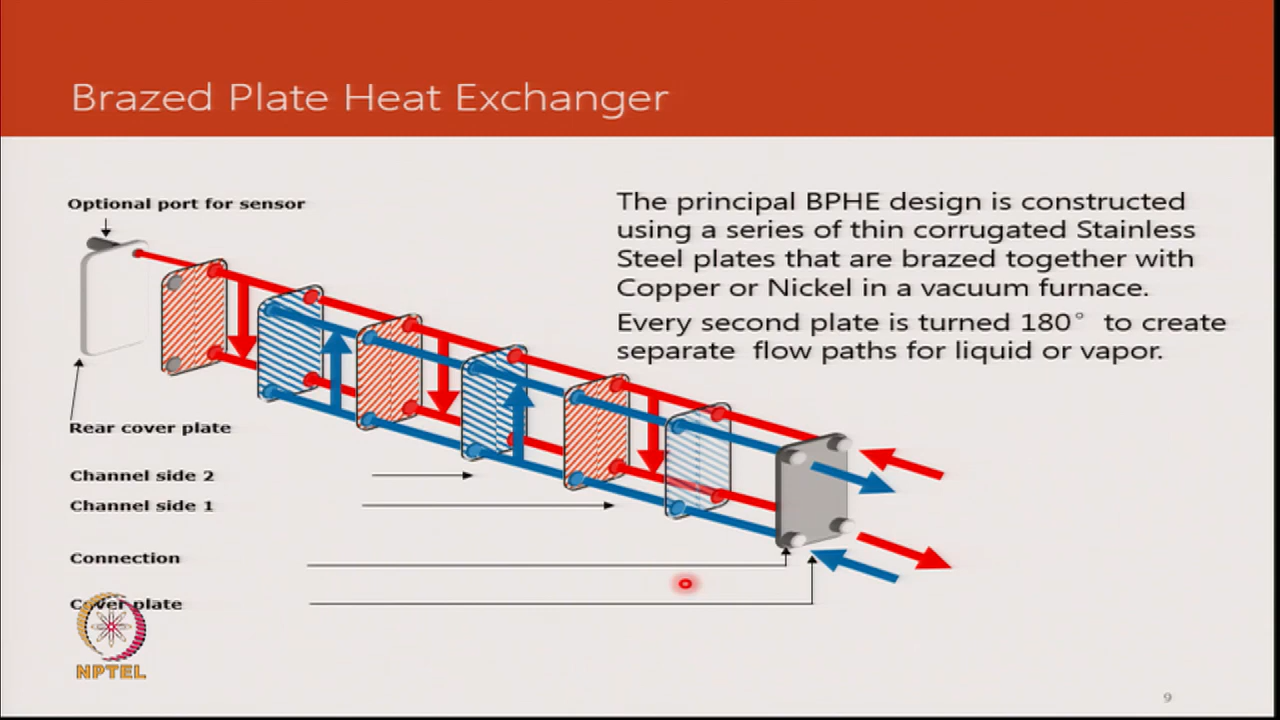 Brazed Plate Heat Exchanger
Optional port for sensor
The principal BPHE design is constructed
using a series of thin corrugated Stainless
Steel plates that are brazed together with
Copper or Nickel in a vacuum furnace.
Every second plate is turned 180° to create
separate flow paths for liquid or vapor.
Rear cover plate
Channel side 2
Channel side 1
Connection
Cover plate
NPTEL
9